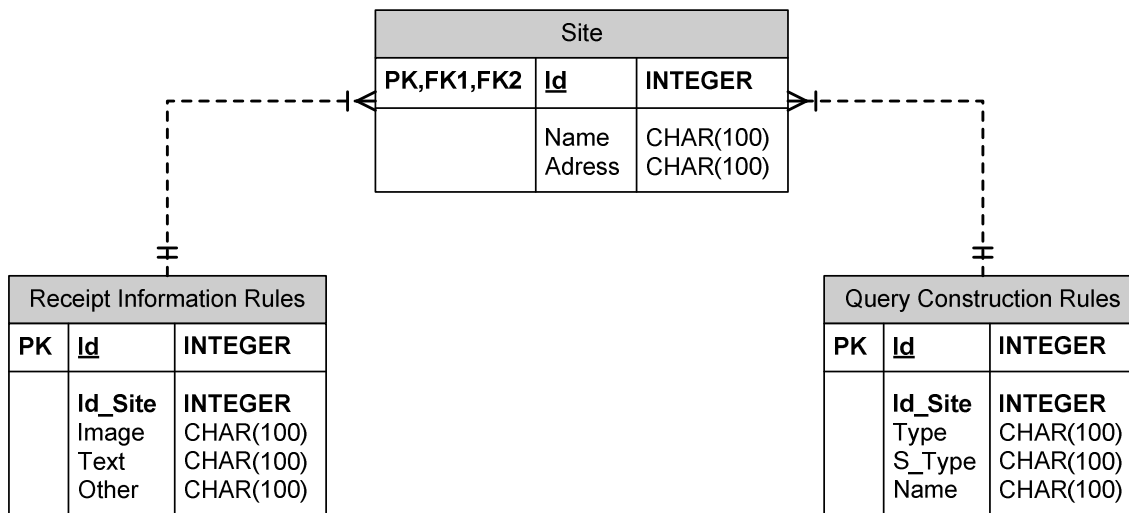 Site
PK,FK1,FK2 Id INTEGER
Name CHAR(100)
Adress CHAR(100)
Receipt Information Rules
PK Id INTEGER
Id_Site INTEGER
Image CHAR(100)
Text CHAR(100)
Other CHAR(100)
Query Construction Rules
PK Id INTEGER
Id_Site INTEGER
Type CHAR(100)
S_Type CHAR(100)
Name CHAR(100)